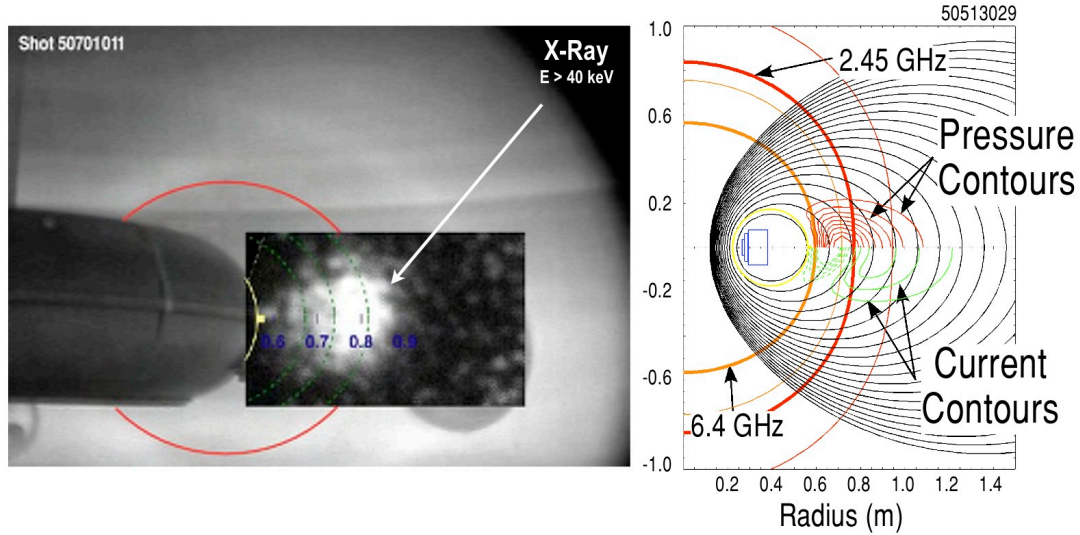 Shot 50701011
X-Ray
E > 40 keV
0.6 0.7 0.8 0.9
50513029
1.0
0.6
0.2
-0.2
-0.6
-1.0
2.45 GHz
Pressure
Contours
Current
Contours
6.4 GHz
0.2 0.4 0.6 0.8 1.0 1.2 1.4
Radius (m)